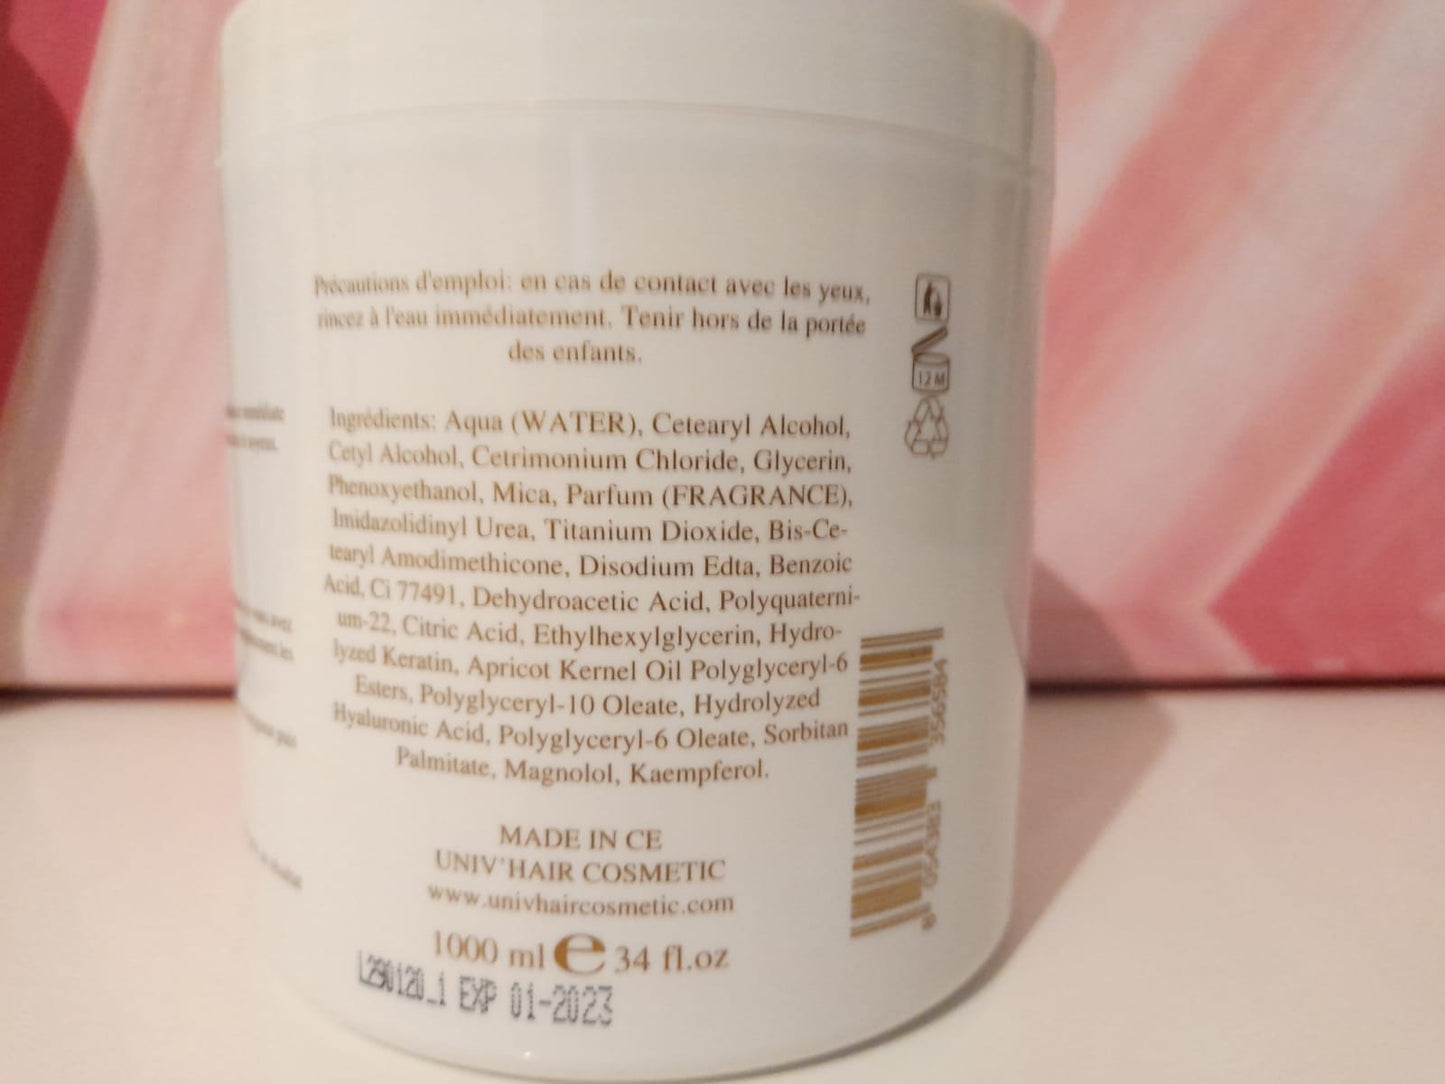 Précautions d'emploi: en cas de contact avec les yeux,
rincez à l'eau immédiatement. Tenir hors de la portée
des enfants.
12 M
Ingrédients: Aqua (WATER), Cetearyl Alcohol,
Cetyl Alcohol, Cetrimonium Chloride, Glycerin,
Phenoxyethanol, Mica, Parfum (FRAGRANCE),
Imidazolidinyl Urea, Titanium Dioxide, Bis-Ce-
tearyl Amodimethicone, Disodium Edta, Benzoic
Acid, Ci 77491, Dehydroacetic Acid, Polyquaterni-
um-22, Citric Acid, Ethylhexylglycerin, Hydro-
lyzed Keratin, Apricot Kernel Oil Polyglyceryl-6
Esters, Polyglyceryl-10 Oleate, Hydrolyzed
Hyaluronic Acid, Polyglyceryl-6 Oleate, Sorbitan
Palmitate, Magnolol, Kaempferol.
MADE IN CE
UNIV'HAIR COSMETIC
www.univhaircosmetic.com
1000 ml e 34 fl.oz
L290120_1 EXP 01-2023
8 054383 356584